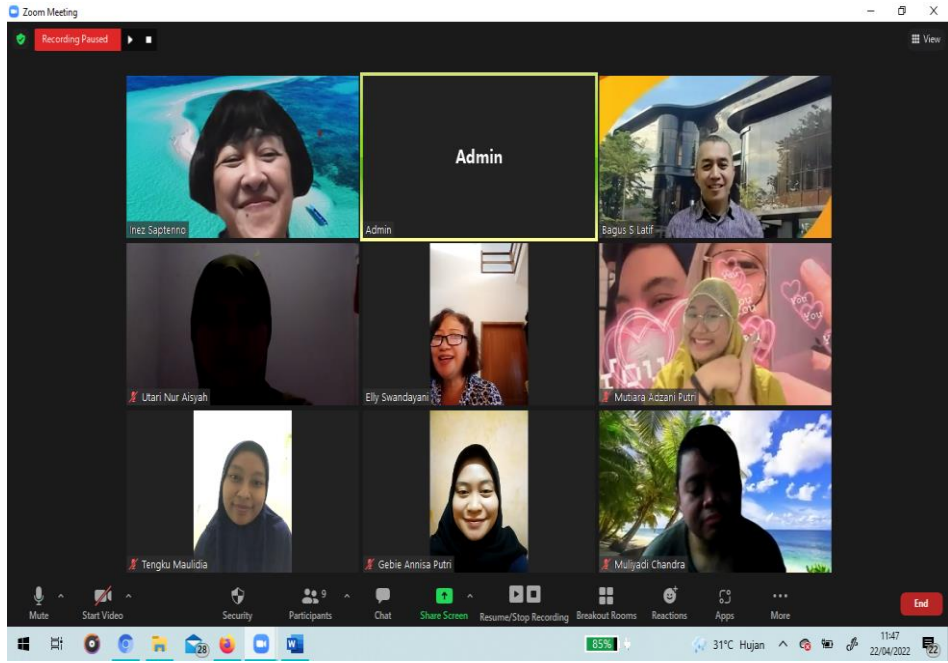 Zoom Meeting
Recording Paused
View
Inez Saptenno
Admin
Admin
Bagus S Latif
Utari Nur Aisyah
Elly Swandayani
You
You
Mutiara Adzani Putri
Tengku Maulidia
Gebie Annisa Putri
Muliyadi Chandra
9
Mute
Start Video
Security
Participants
Chat
Share Screen
Resume/Stop Recording
Breakout Rooms
Reactions
Apps
More
End
28
85%
31°C Hujan
11:47
22/04/2022
22